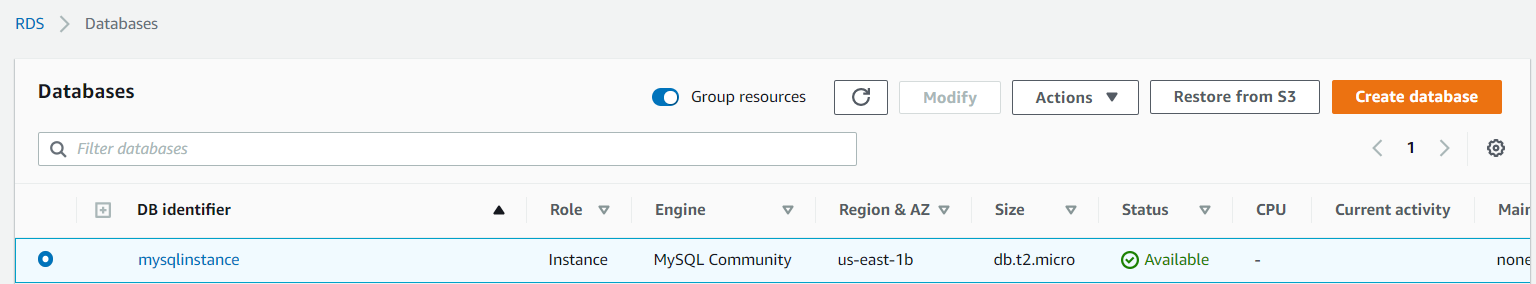 RDS > Databases
Databases
Group resources Modify Actions Restore from S3 Create database
Filter databases
1
DB identifier Role Engine Region & AZ Size Status CPU Current activity Main
mysqlinstance Instance MySQL Community us-east-1b db.t2.micro Available - none